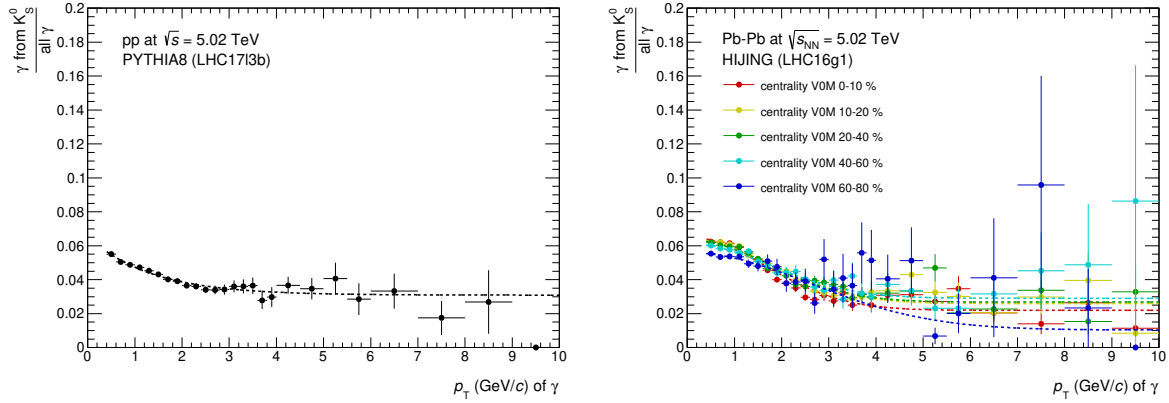 γ from K⁰_S / all γ
0.2
0.18
0.16
0.14
0.12
0.1
0.08
0.06
0.04
0.02
0
pp at √s = 5.02 TeV
PYTHIA8 (LHC17l3b)
0 1 2 3 4 5 6 7 8 9 10
p_T (GeV/c) of γ
γ from K⁰_S / all γ
0.2
0.18
0.16
0.14
0.12
0.1
0.08
0.06
0.04
0.02
0
Pb-Pb at √s_NN = 5.02 TeV
HIJING (LHC16g1)
centrality V0M 0-10 %
centrality V0M 10-20 %
centrality V0M 20-40 %
centrality V0M 40-60 %
centrality V0M 60-80 %
0 1 2 3 4 5 6 7 8 9 10
p_T (GeV/c) of γ